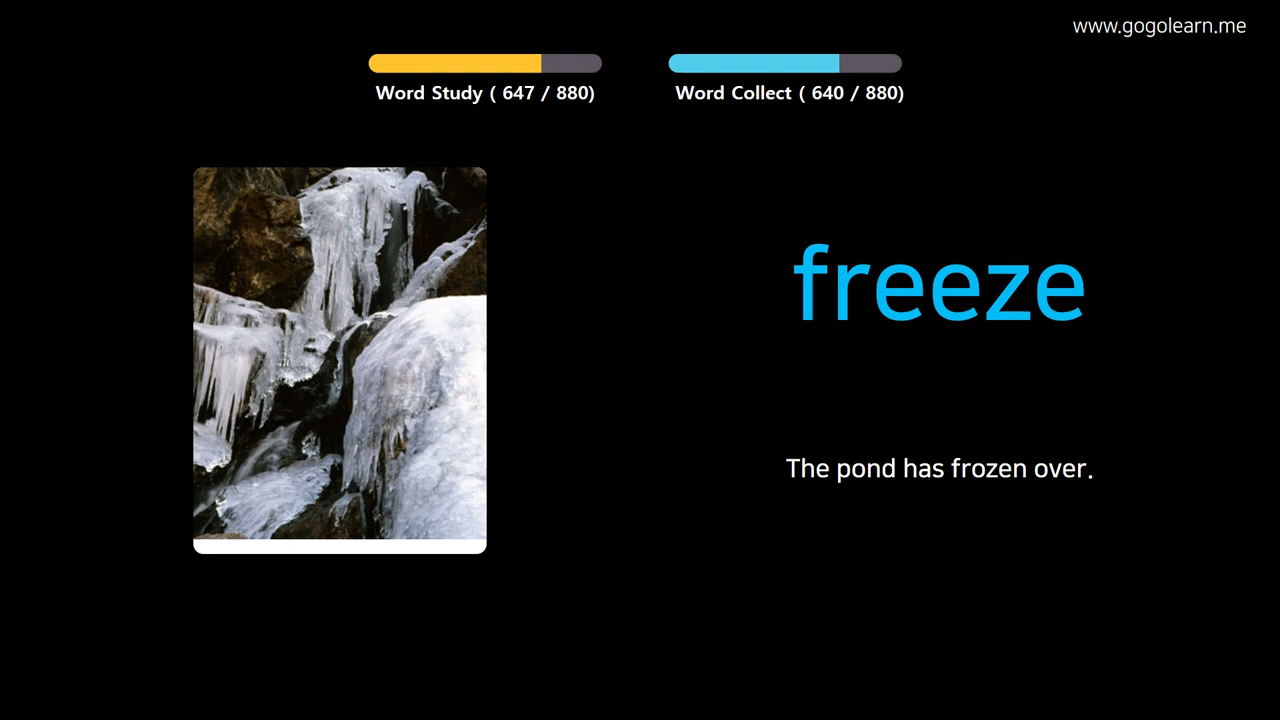 www.gogolearn.me
Word Study ( 647 / 880)
Word Collect ( 640 / 880)
freeze
The pond has frozen over.